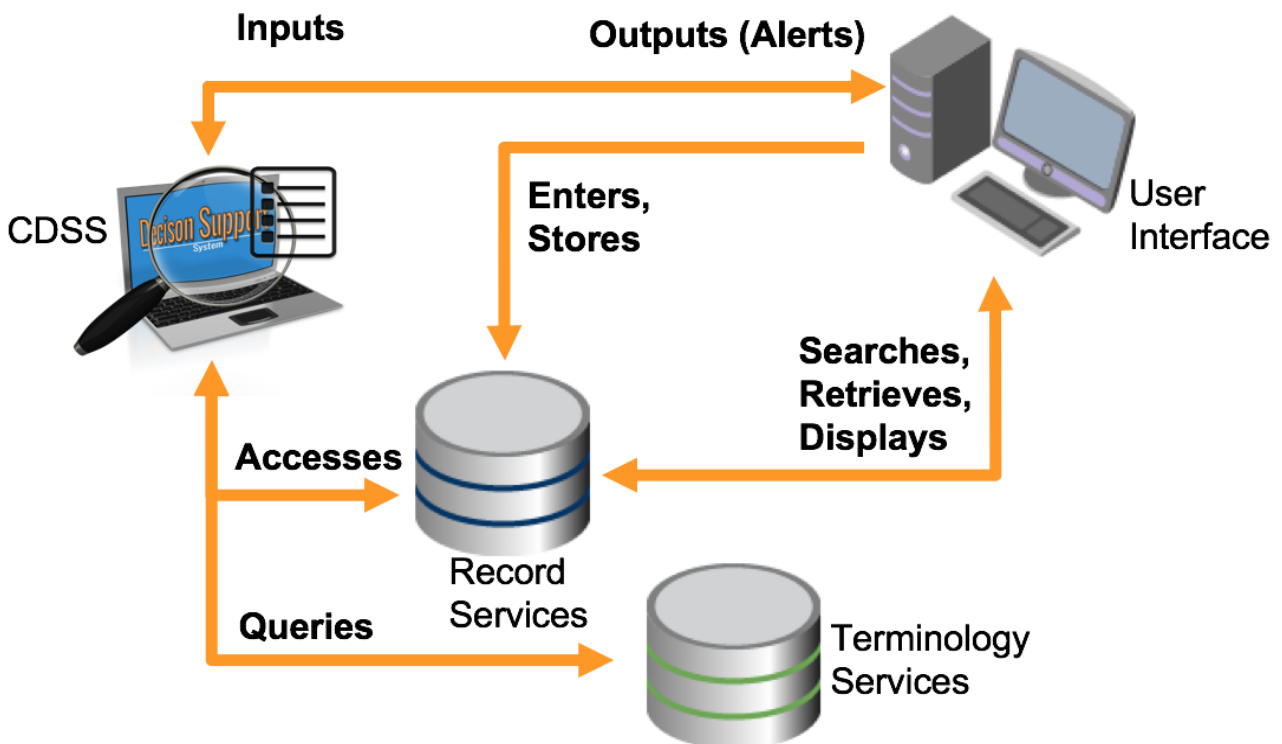 Inputs
Outputs (Alerts)
CDSS
Decison Support
System
Enters,
Stores
User
Interface
Searches,
Retrieves,
Displays
Accesses
Record
Services
Queries
Terminology
Services